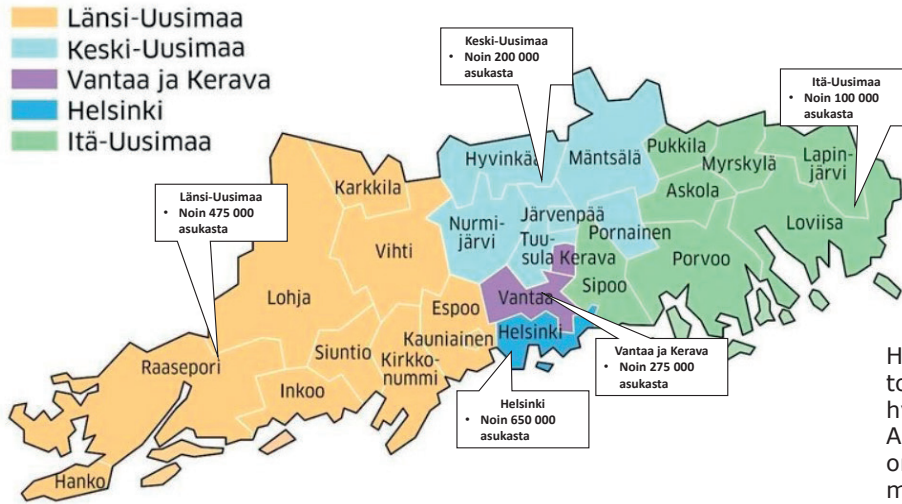 Länsi-Uusimaa
Keski-Uusimaa
Vantaa ja Kerava
Helsinki
Itä-Uusimaa
Keski-Uusimaa
• Noin 200 000
asukasta
Itä-Uusimaa
• Noin 100 000
asukasta
Länsi-Uusimaa
• Noin 475 000
asukasta
Vantaa ja Kerava
• Noin 275 000
asukasta
Helsinki
• Noin 650 000
asukasta
Hyvinkää
Mäntsälä
Pukkila
Myrskylä
Lapin-
järvi
Karkkila
Askola
Nurmi-
järvi
Järvenpää
Pornainen
Loviisa
Vihti
Tuu-
sula
Kerava
Porvoo
Sipoo
Lohja
Espoo
Vantaa
Kauniainen
Helsinki
Siuntio
Kirkko-
nummi
Raasepori
Inkoo
Hanko